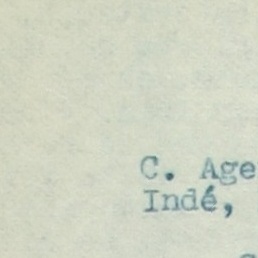 C. Age
Indé,